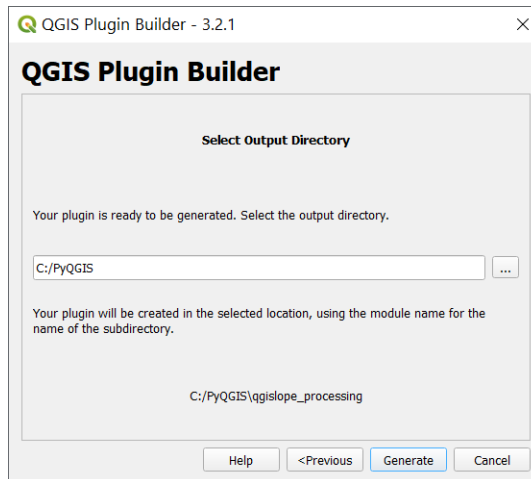 QGIS Plugin Builder - 3.2.1
QGIS Plugin Builder
Select Output Directory
Your plugin is ready to be generated. Select the output directory.
C:/PyQGIS
...
Your plugin will be created in the selected location, using the module name for the
name of the subdirectory.
C:/PyQGIS\qgislope_processing
Help
<Previous
Generate
Cancel